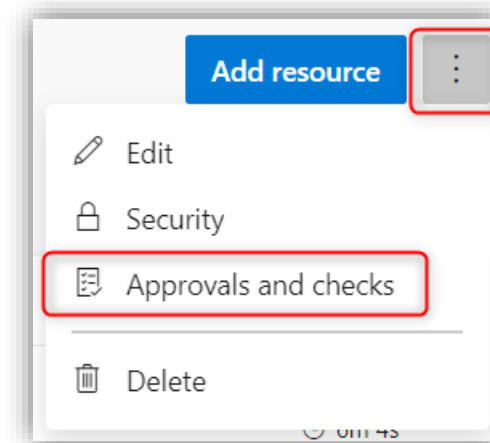 Add resource
Edit
Security
Approvals and checks
Delete